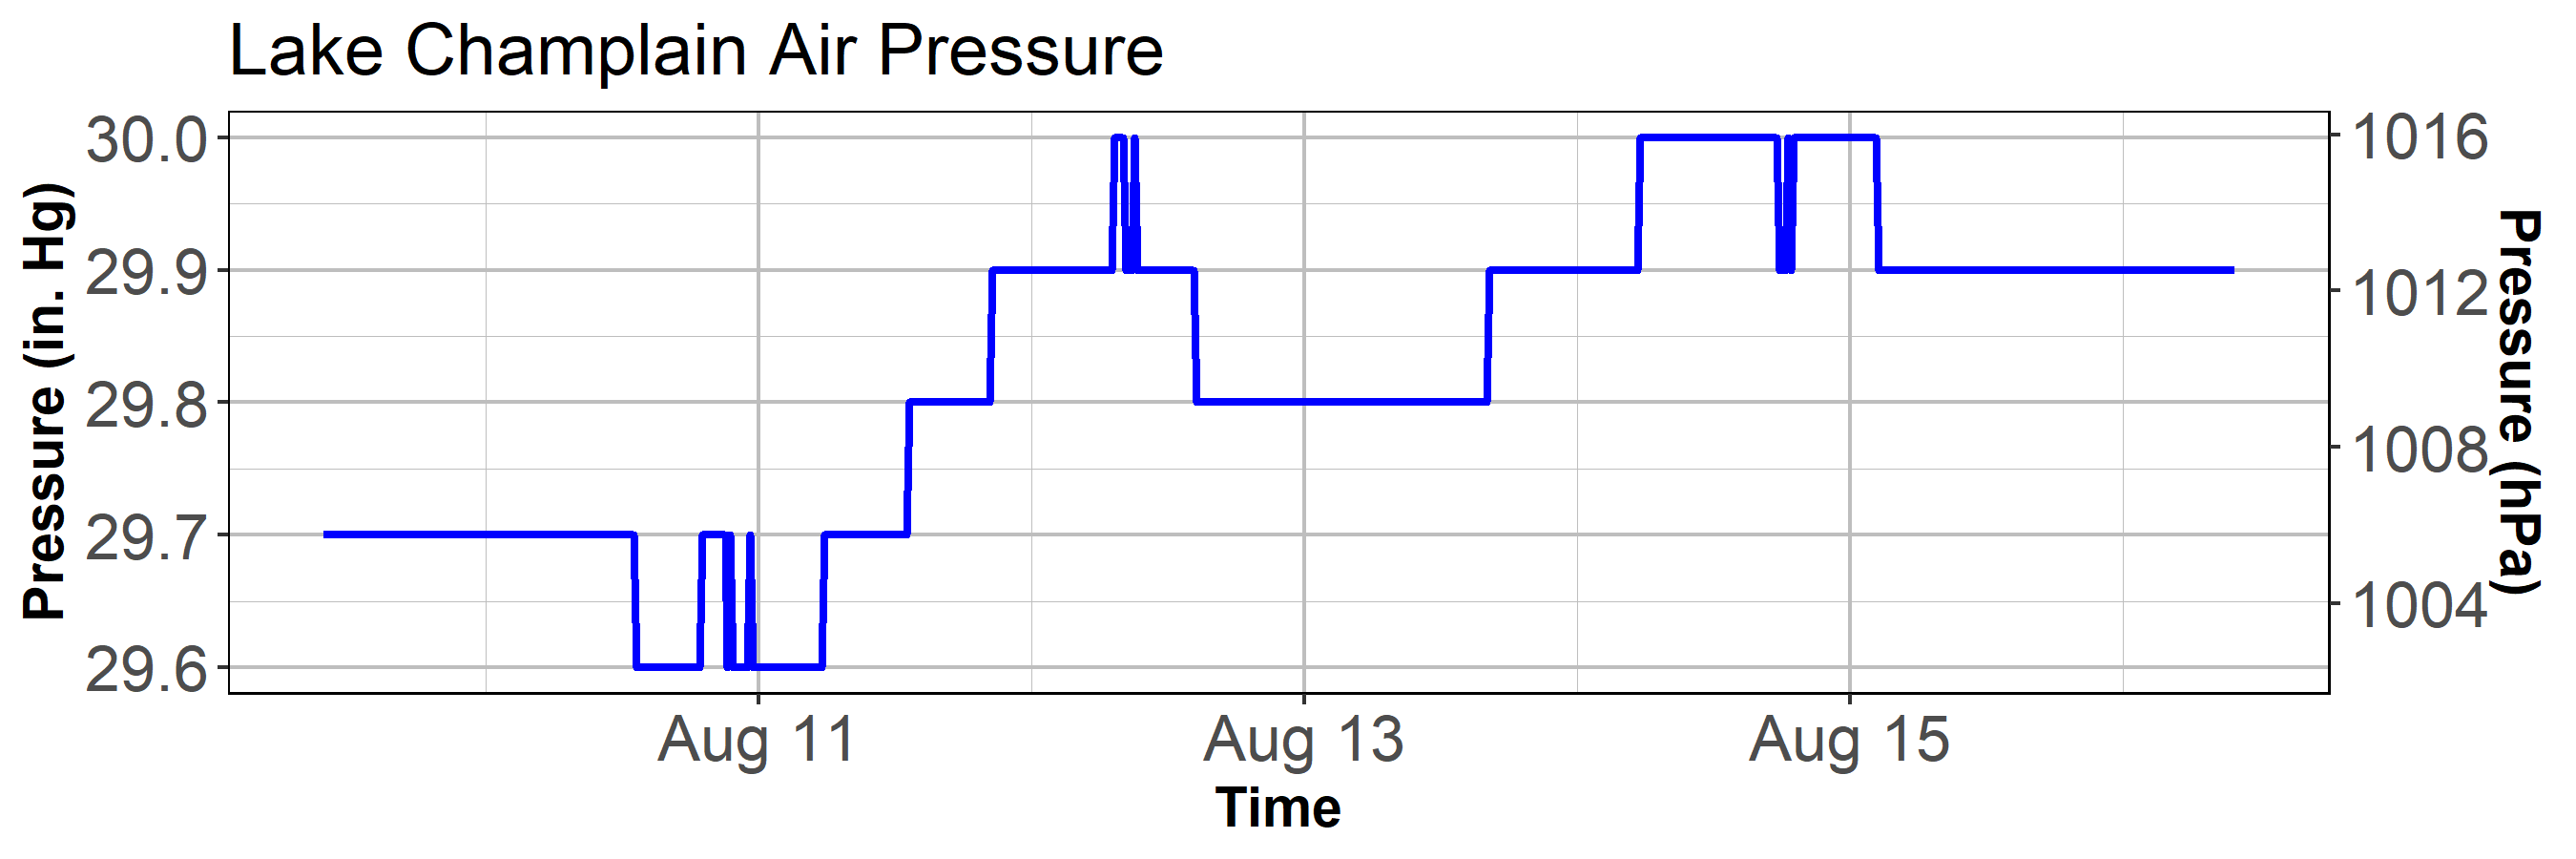 Lake Champlain Air Pressure
Pressure (in. Hg)
30.0
29.9
29.8
29.7
29.6
1016
1012
1008
1004
Pressure (hPa)
Aug 11
Aug 13
Aug 15
Time